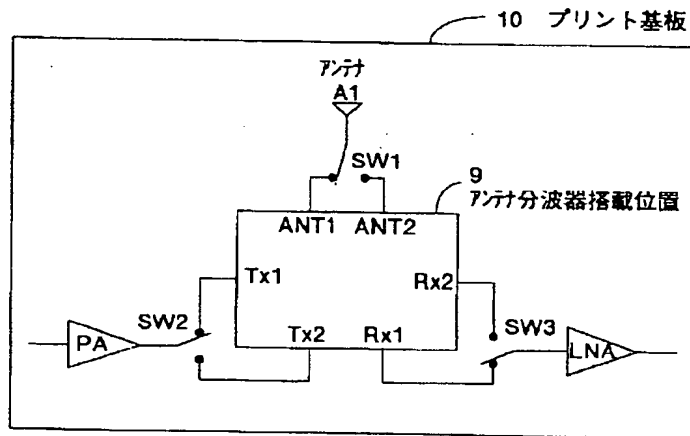 10 プリント基板
アンテナ
A1
SW1
9
アンテナ分波器搭載位置
ANT1 ANT2
Tx1
Rx2
SW2
Tx2 Rx1
SW3
PA
LNA